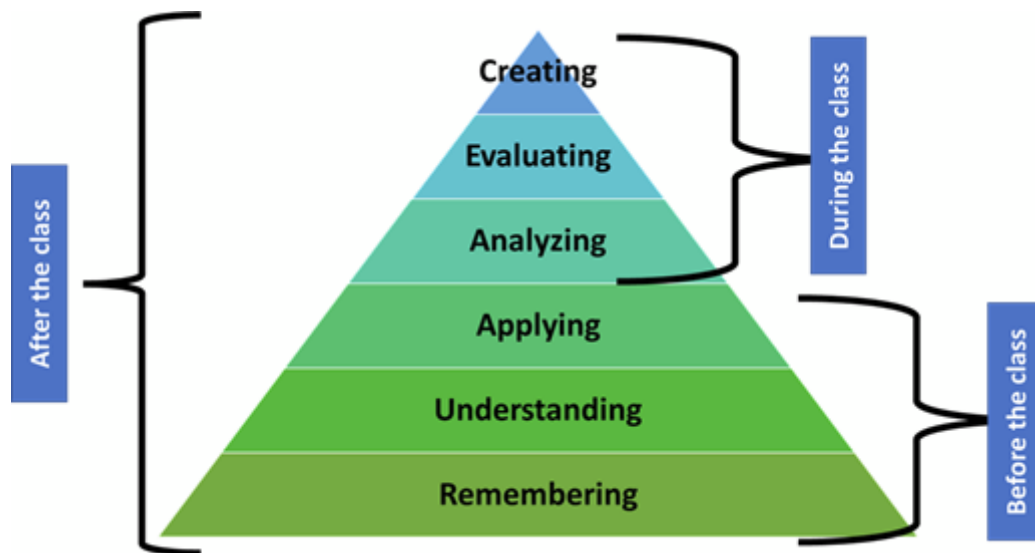 Creating
Evaluating
Analyzing
Applying
Understanding
Remembering
After the class
During the class
Before the class